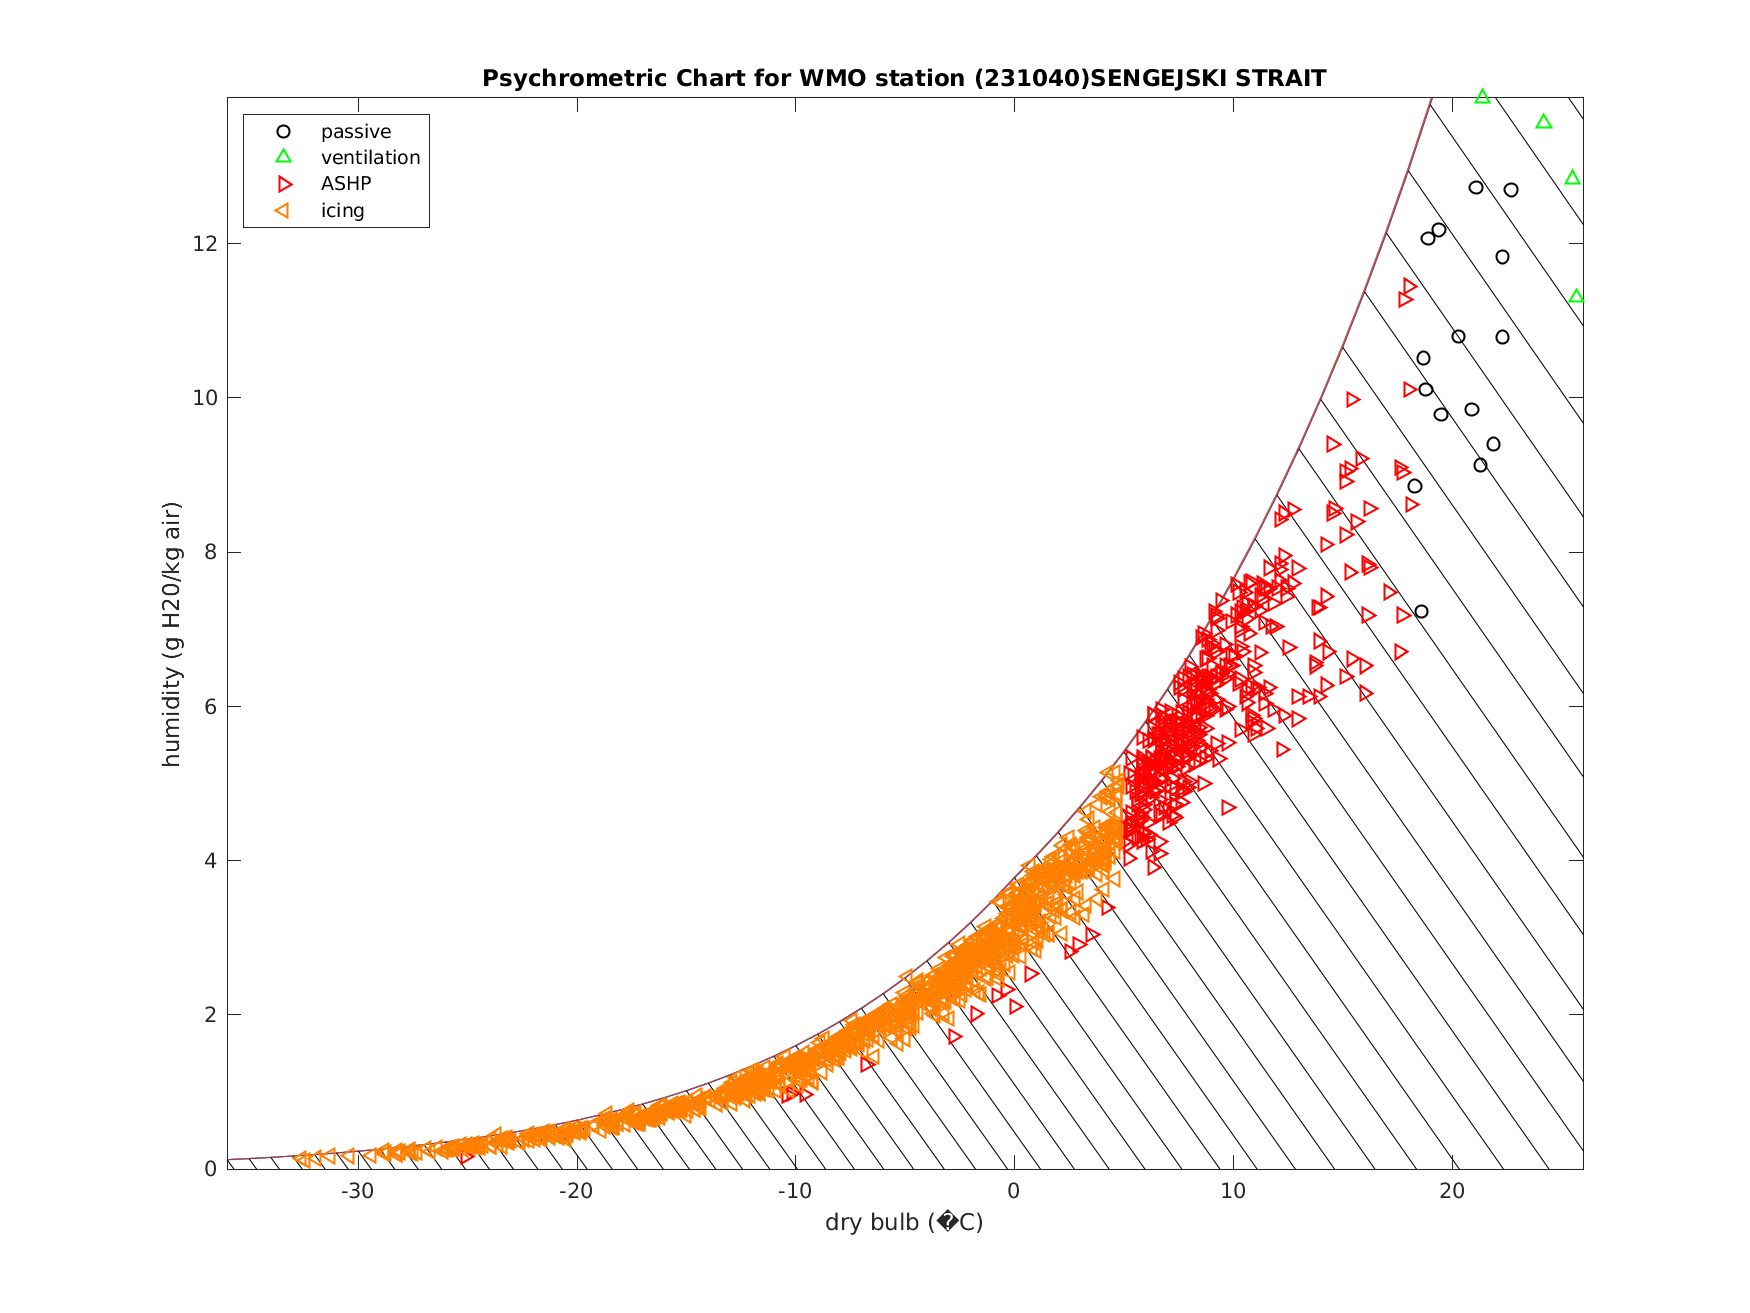 Psychrometric Chart for WMO station (231040)SENGEJSKI STRAIT
passive
ventilation
ASHP
icing
12
10
8
6
4
2
0
humidity (g H20/kg air)
-30 -20 -10 0 10 20
dry bulb (�C)